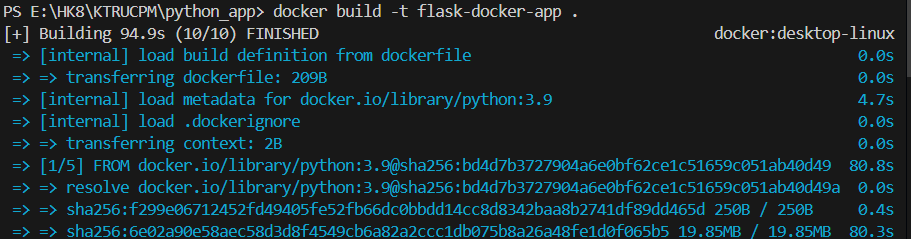 PS E:\HK8\KTRUCPM\python_app> docker build -t flask-docker-app .
[+] Building 94.9s (10/10) FINISHED docker:desktop-linux
=> [internal] load build definition from dockerfile 0.0s
=> => transferring dockerfile: 209B 0.0s
=> [internal] load metadata for docker.io/library/python:3.9 4.7s
=> [internal] load .dockerignore 0.0s
=> => transferring context: 2B 0.0s
=> [1/5] FROM docker.io/library/python:3.9@sha256:bd4d7b3727904a6e0bf62ce1c51659c051ab40d49 80.8s
=> => resolve docker.io/library/python:3.9@sha256:bd4d7b3727904a6e0bf62ce1c51659c051ab40d49a 0.0s
=> => sha256:f299e06712452fd49405fe52fb66dc0bbdd14cc8d8342baa8b2741df89dd465d 250B / 250B 0.4s
=> => sha256:6e02a90e58aec58d3d8f4549cb6a82a2ccc1db075b8a26a48fe1d0f065b5 19.85MB / 19.85MB 80.3s